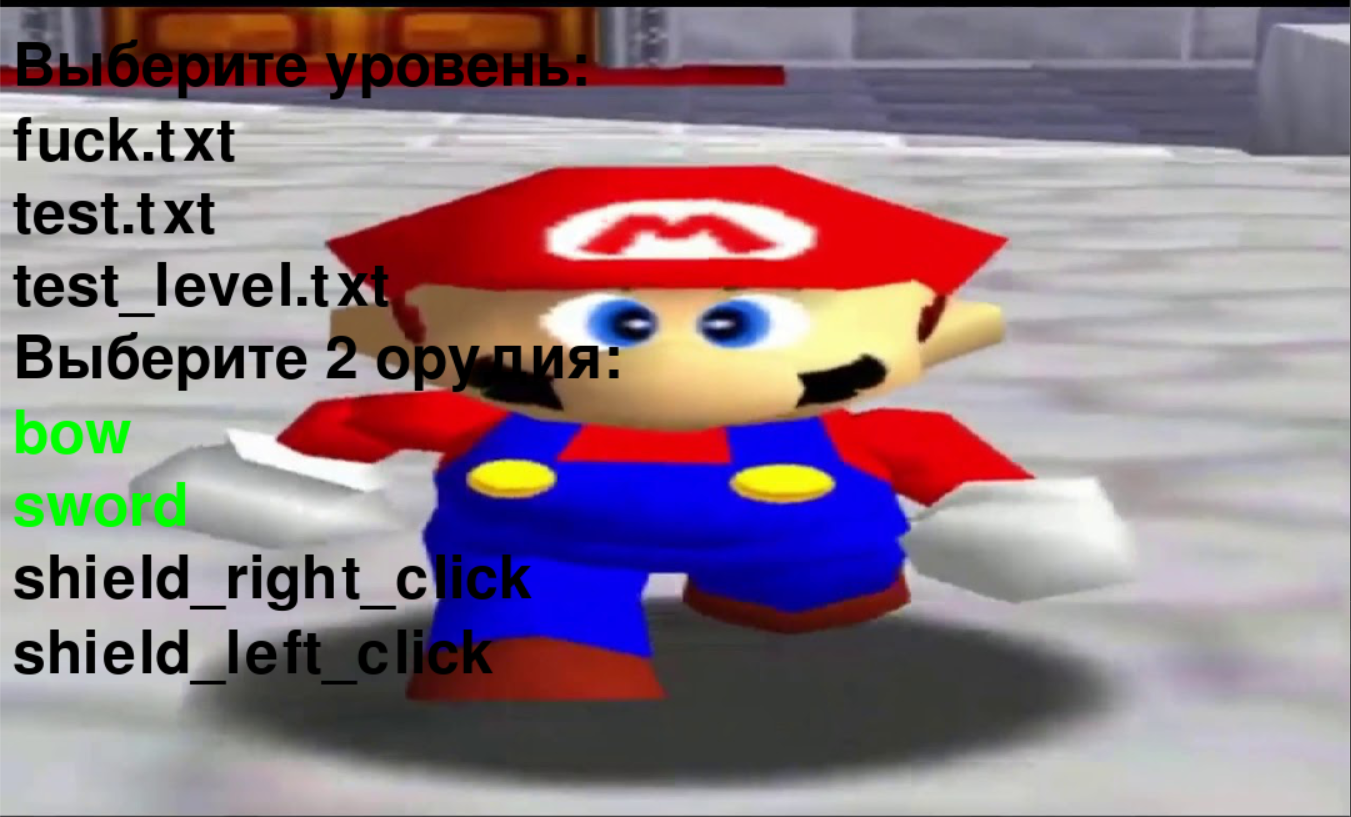 Выберите уровень:
fuck.txt
test.txt
test_level.txt
Выберите 2 орудия:
bow
sword
shield_right_click
shield_left_click
M